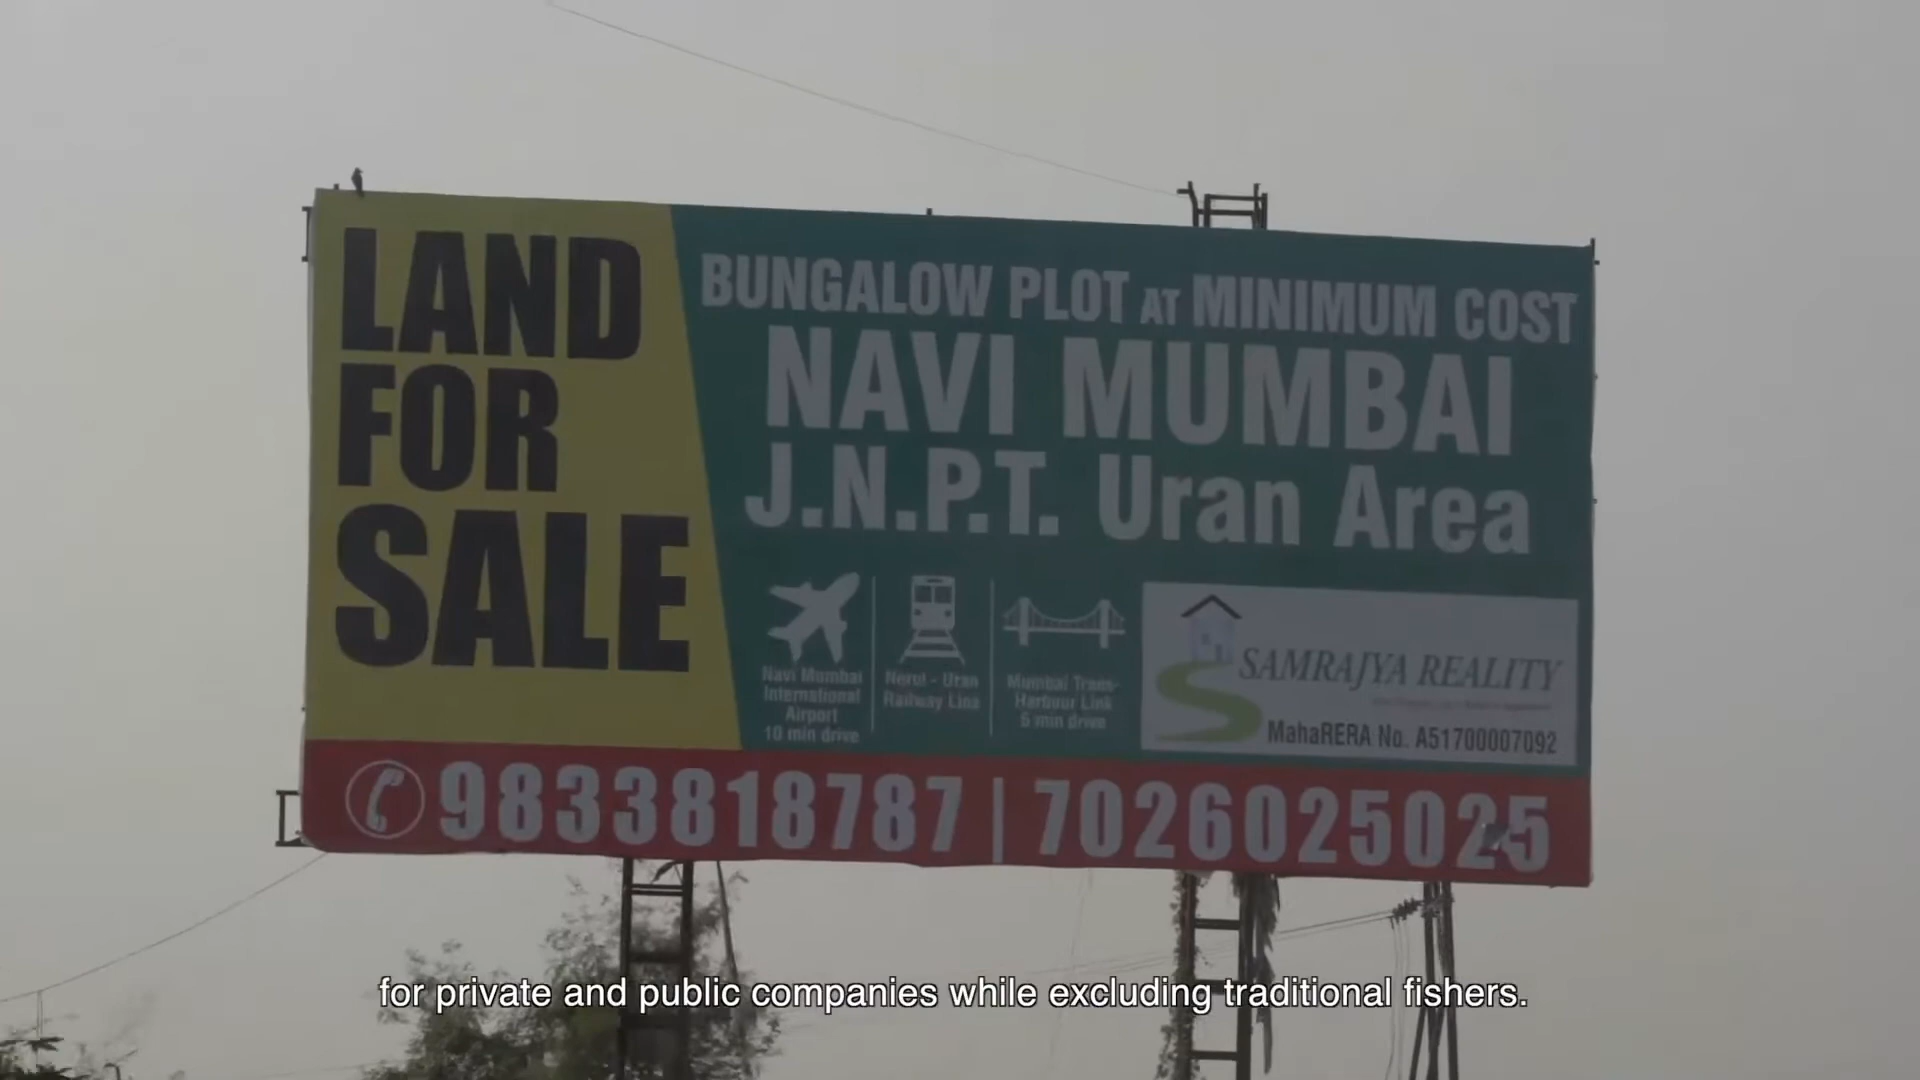 LAND
FOR
SALE
BUNGALOW PLOT AT MINIMUM COST
NAVI MUMBAI
J.N.P.T. Uran Area
Navi Mumbai
International
Airport
10 min drive
Nerul - Uran
Railway Link
Mumbai Trans-
Harbour Link
5 min drive
SAMRAJYA REALITY
MahaRERA No. A51700007092
9833818787 | 7026025025
for private and public companies while excluding traditional fishers.